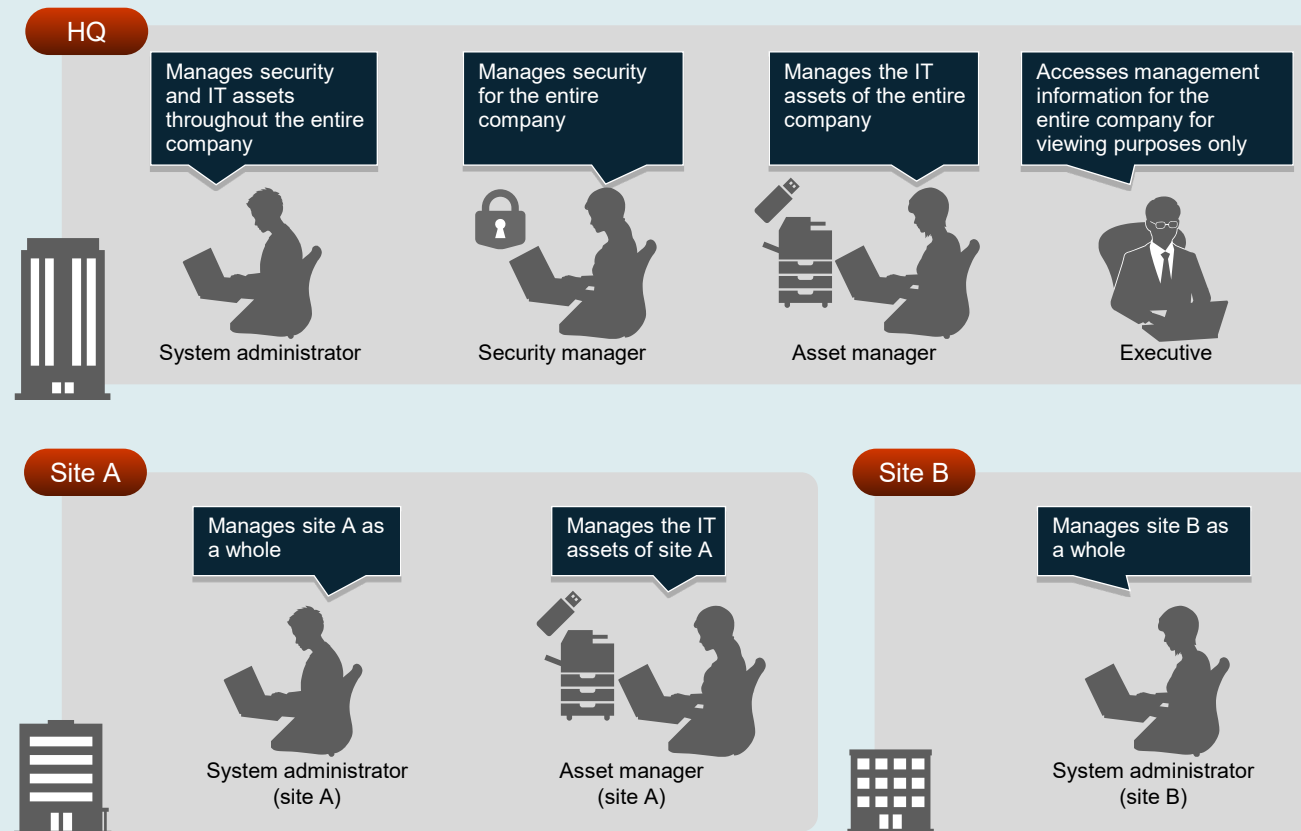 HQ
Manages security
and IT assets
throughout the entire
company
Manages security
for the entire
company
Manages the IT
assets of the entire
company
Accesses management
information for the
entire company for
viewing purposes only
System administrator
Security manager
Asset manager
Executive
Site A
Manages site A as
a whole
Manages the IT
assets of site A
System administrator
(site A)
Asset manager
(site A)
Site B
Manages site B as
a whole
System administrator
(site B)